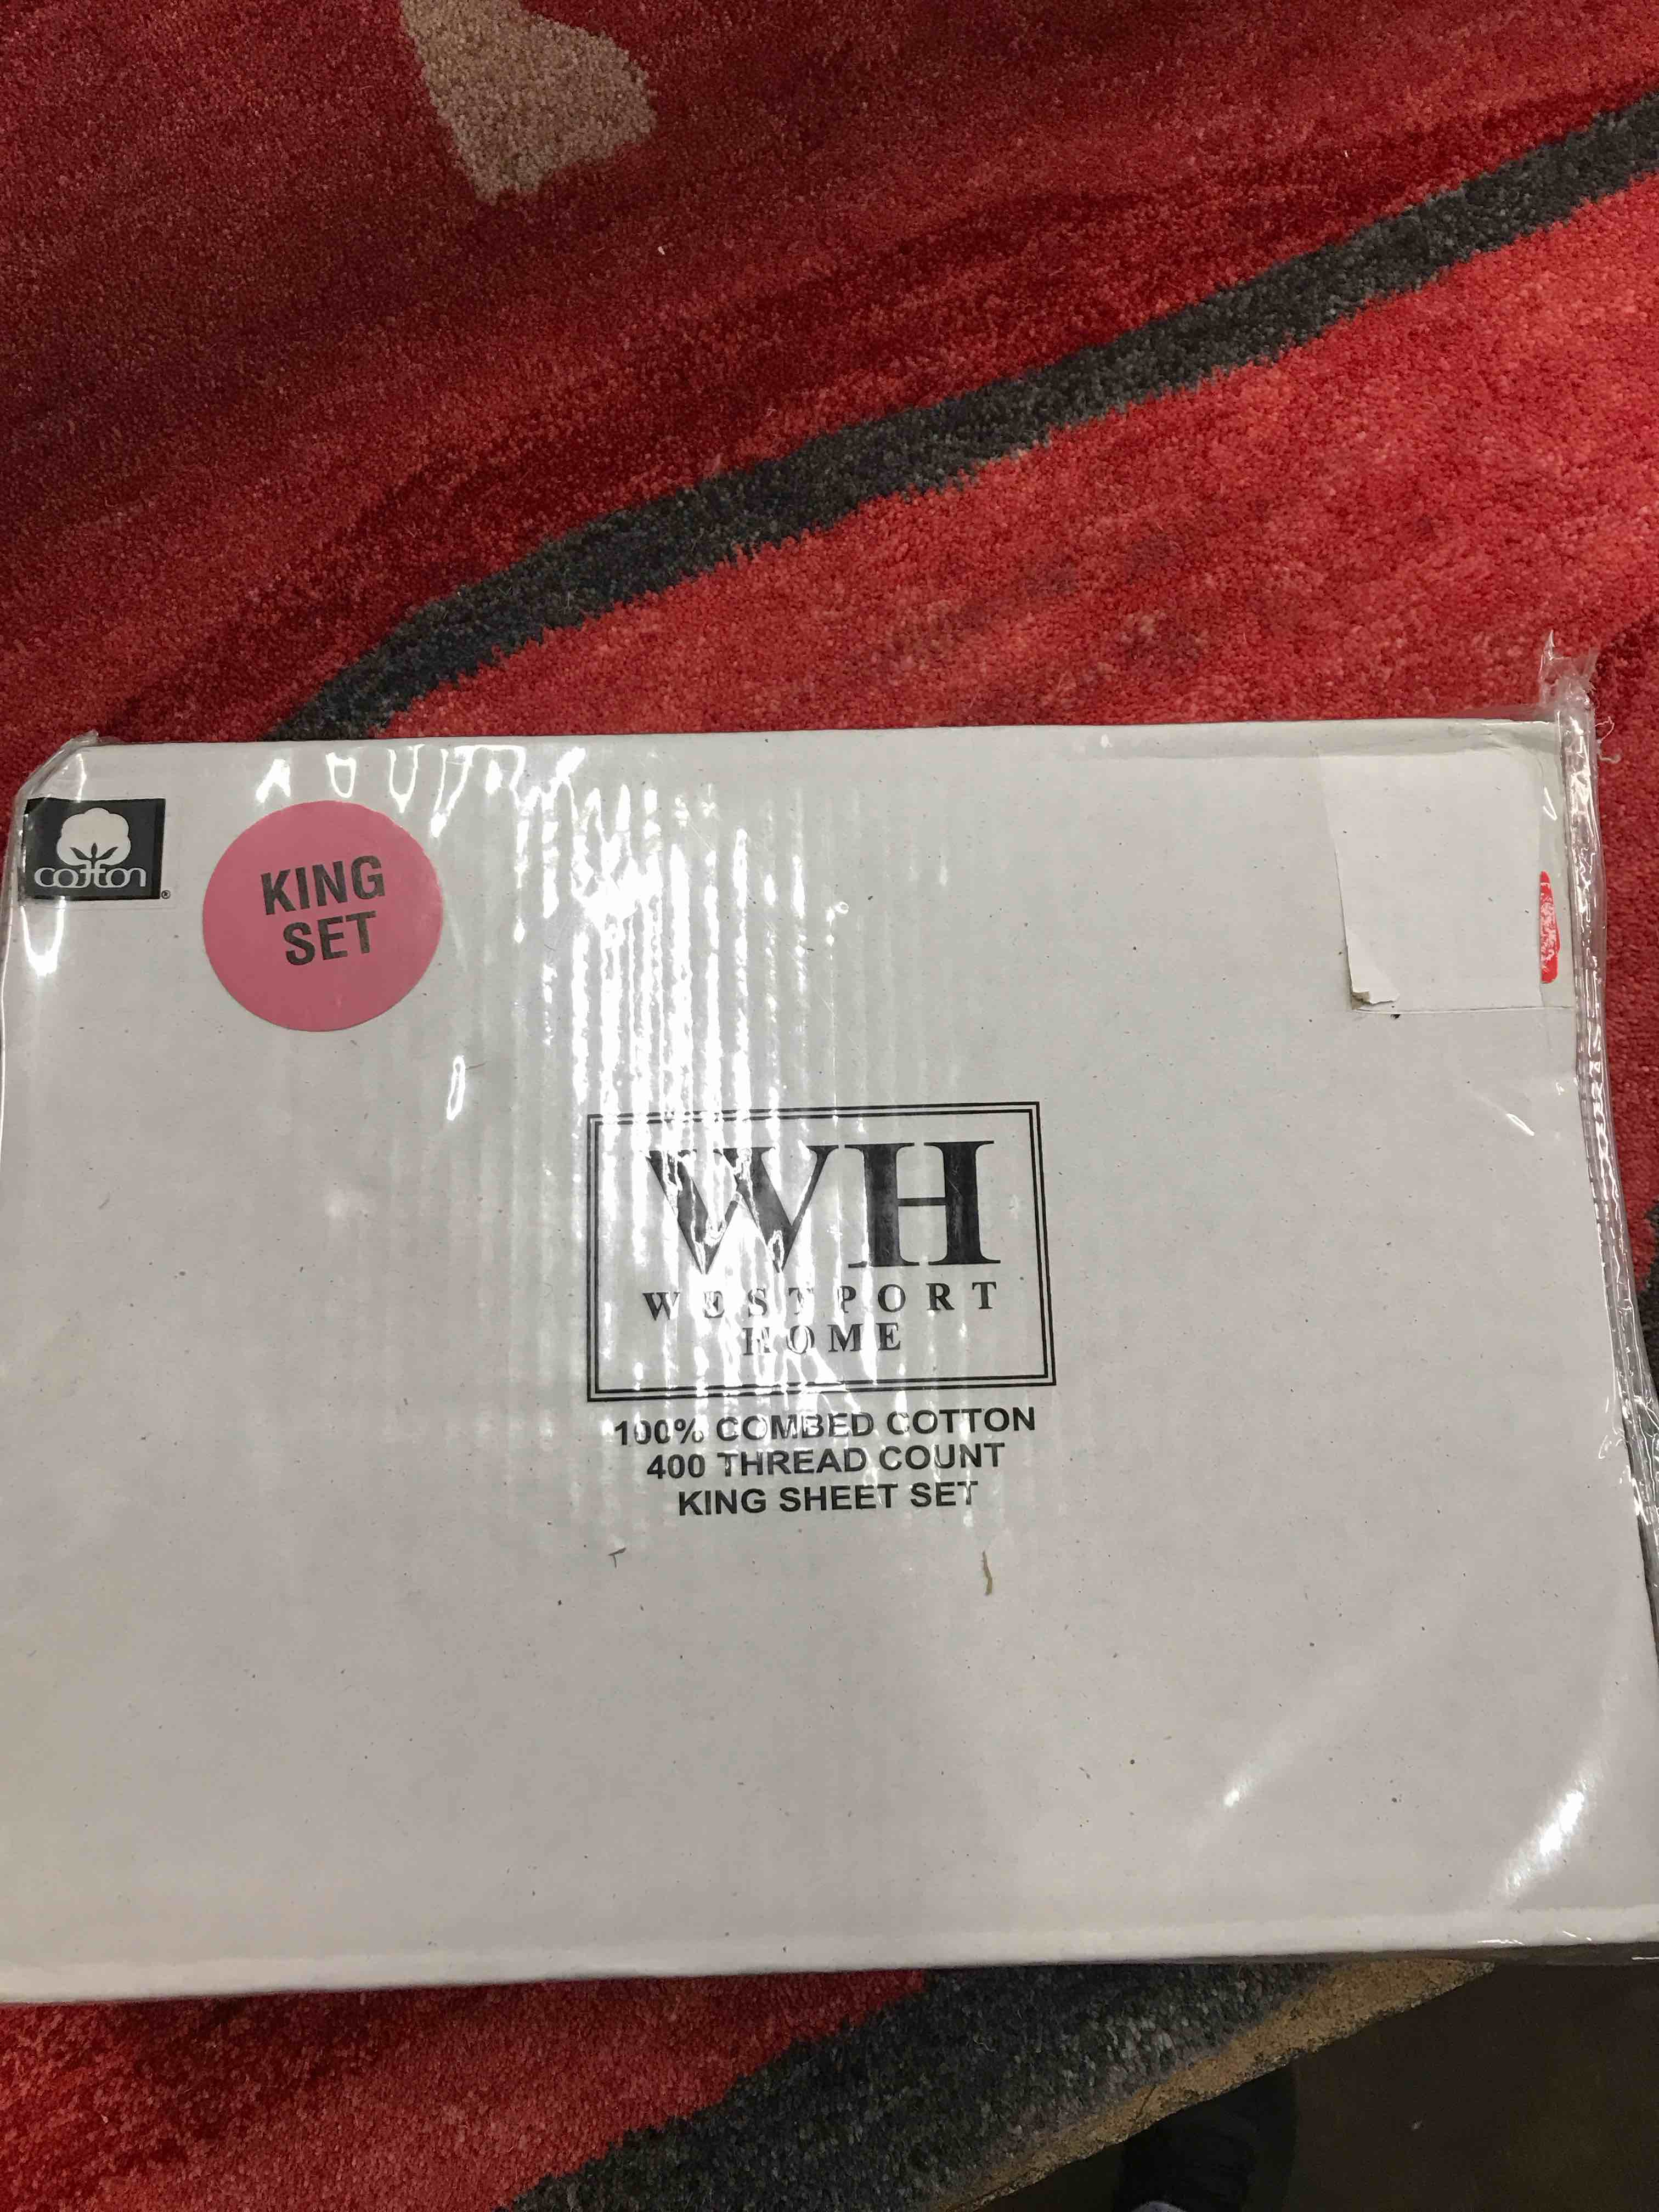 cotton
KING
SET
WH
WESTPORT
HOME
100% COMBED COTTON
400 THREAD COUNT
KING SHEET SET